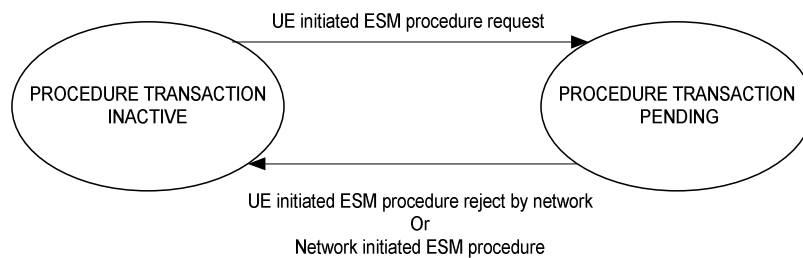 UE initiated ESM procedure request
PROCEDURE TRANSACTION
INACTIVE
PROCEDURE TRANSACTION
PENDING
UE initiated ESM procedure reject by network
Or
Network initiated ESM procedure